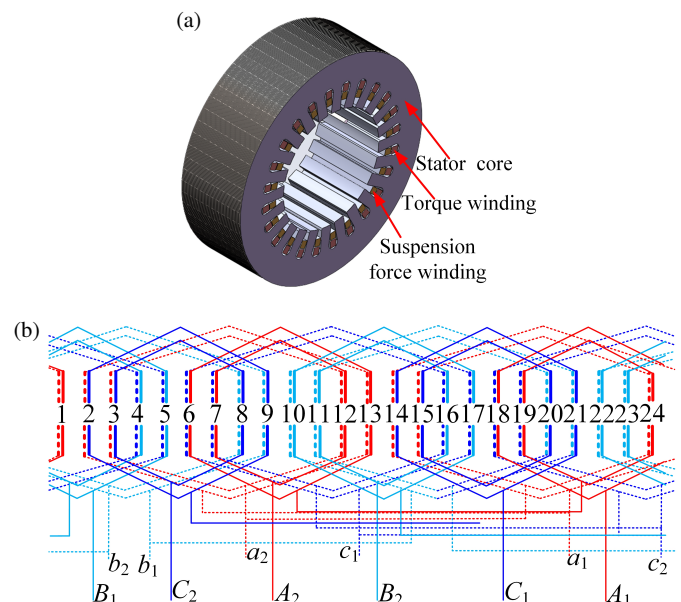 (a)
Stator core
Torque winding
Suspension
force winding
(b)
1 2 3 4 5 6 7 8 9 10 11 12 13 14 15 16 17 18 19 20 21 22 23 24
b2 b1 a2 c1 a1 c2
B1 C2 A2 B2 C1 A1